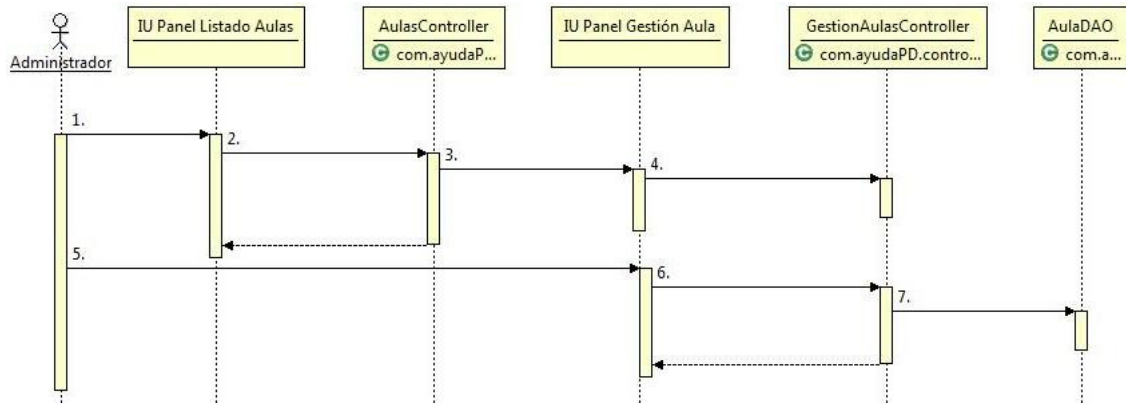 Administrador
IU Panel Listado Aulas
AulasController
C com.ayudaP...
IU Panel Gestión Aula
GestionAulasController
C com.ayudaPD.contro...
AulaDAO
C com.a...
1.
2.
3.
4.
5.
6.
7.